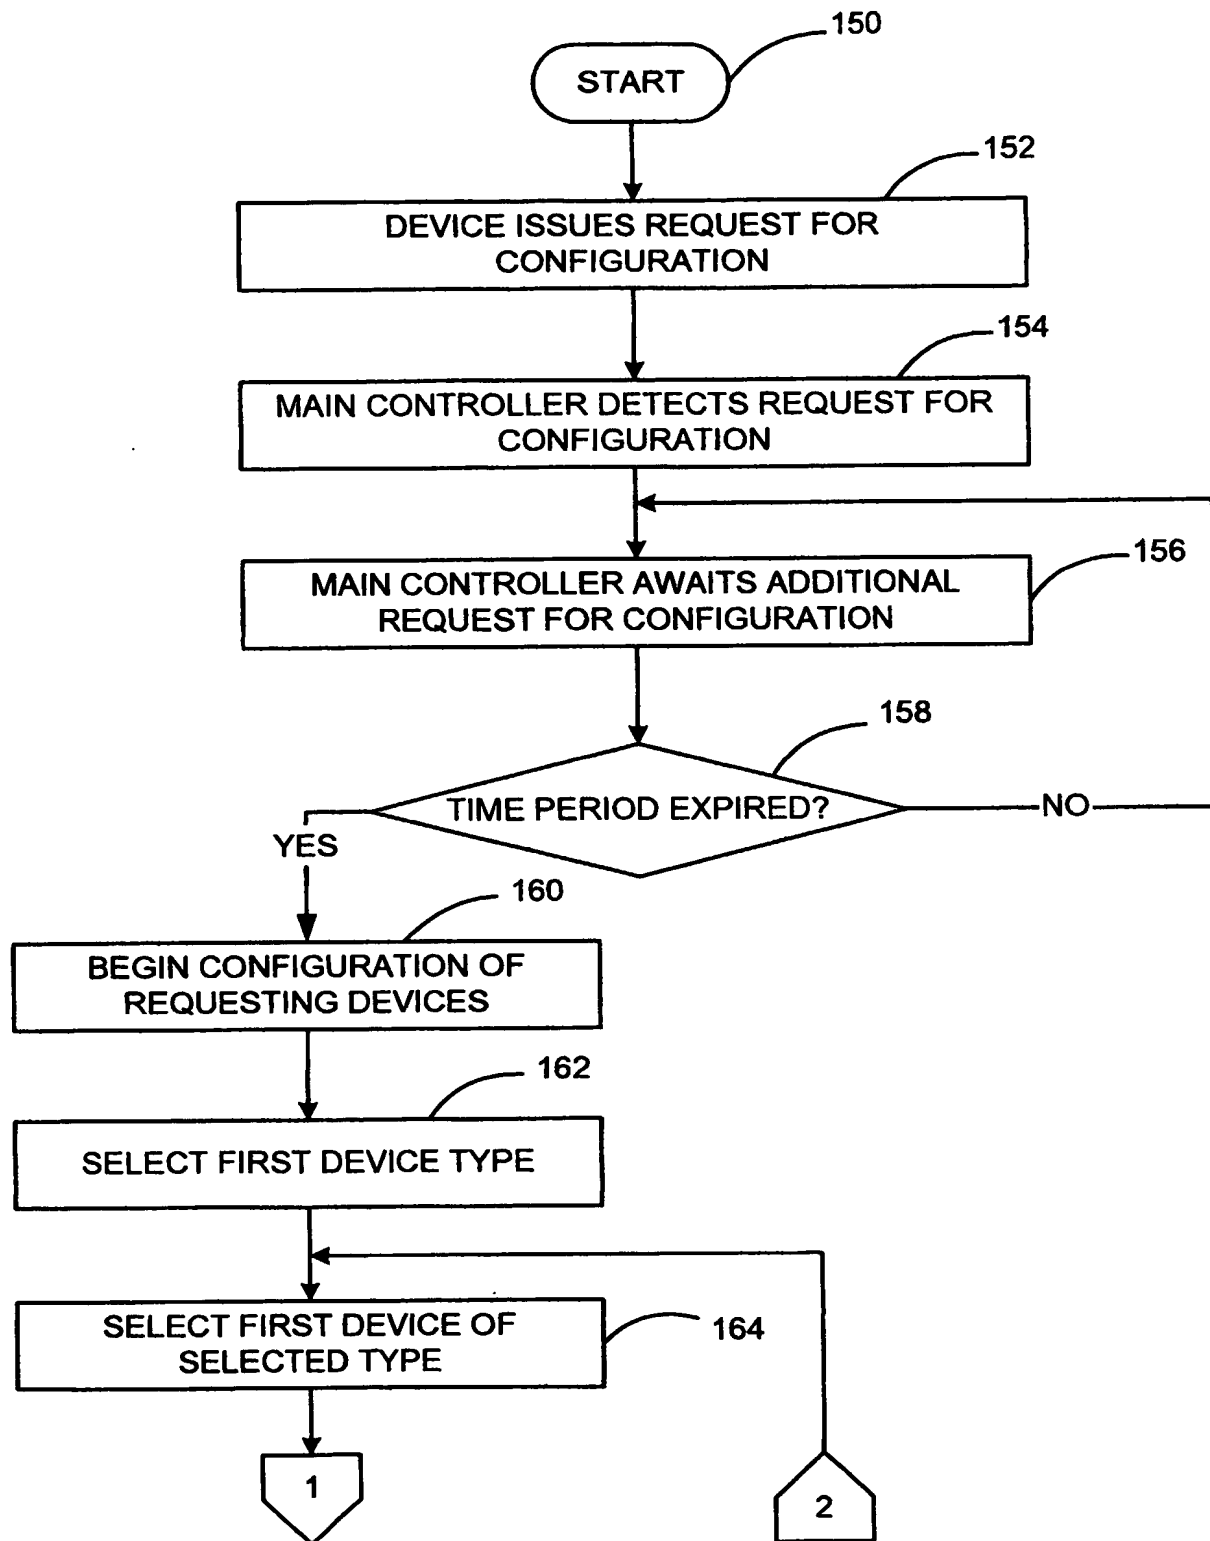 150
START
152
DEVICE ISSUES REQUEST FOR
CONFIGURATION
154
MAIN CONTROLLER DETECTS REQUEST FOR
CONFIGURATION
156
MAIN CONTROLLER AWAITS ADDITIONAL
REQUEST FOR CONFIGURATION
158
TIME PERIOD EXPIRED?
NO
YES
160
BEGIN CONFIGURATION OF
REQUESTING DEVICES
162
SELECT FIRST DEVICE TYPE
164
SELECT FIRST DEVICE OF
SELECTED TYPE
1
2